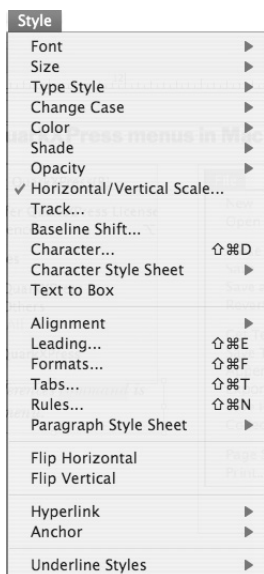 Style
Font
Size
Type Style
Change Case
Color
Shade
Opacity
✓ Horizontal/Vertical Scale...
Track...
Baseline Shift...
Character... ⇧⌘D
Character Style Sheet
Text to Box
Alignment
Leading... ⇧⌘E
Formats... ⇧⌘F
Tabs... ⇧⌘T
Rules... ⇧⌘N
Paragraph Style Sheet
Flip Horizontal
Flip Vertical
Hyperlink
Anchor
Underline Styles